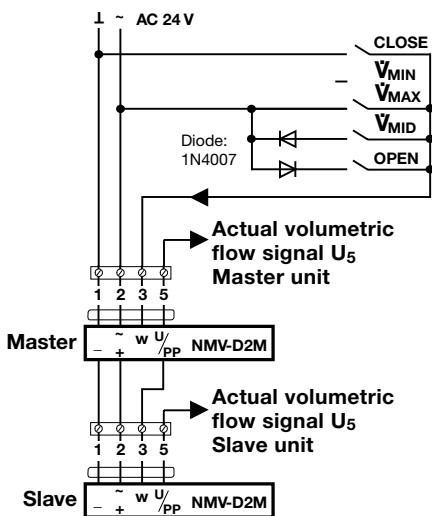 ⊥ ~ AC 24 V
CLOSE
– V̇MIN
V̇MAX
V̇MID
Diode:
1N4007
OPEN
Actual volumetric
flow signal U5
Master unit
1 2 3 5
Master
– ~ + w U/PP NMV-D2M
Actual volumetric
flow signal U5
Slave unit
1 2 3 5
Slave
– ~ + w U/PP NMV-D2M